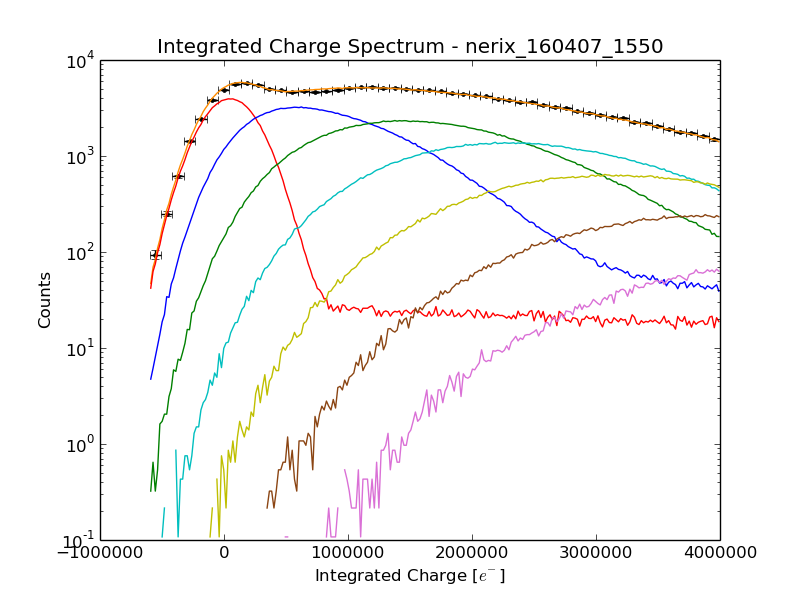 Integrated Charge Spectrum - nerix_160407_1550
Counts
10^4
10^3
10^2
10^1
10^0
10^-1
−1000000 0 1000000 2000000 3000000 4000000
Integrated Charge [e^-]